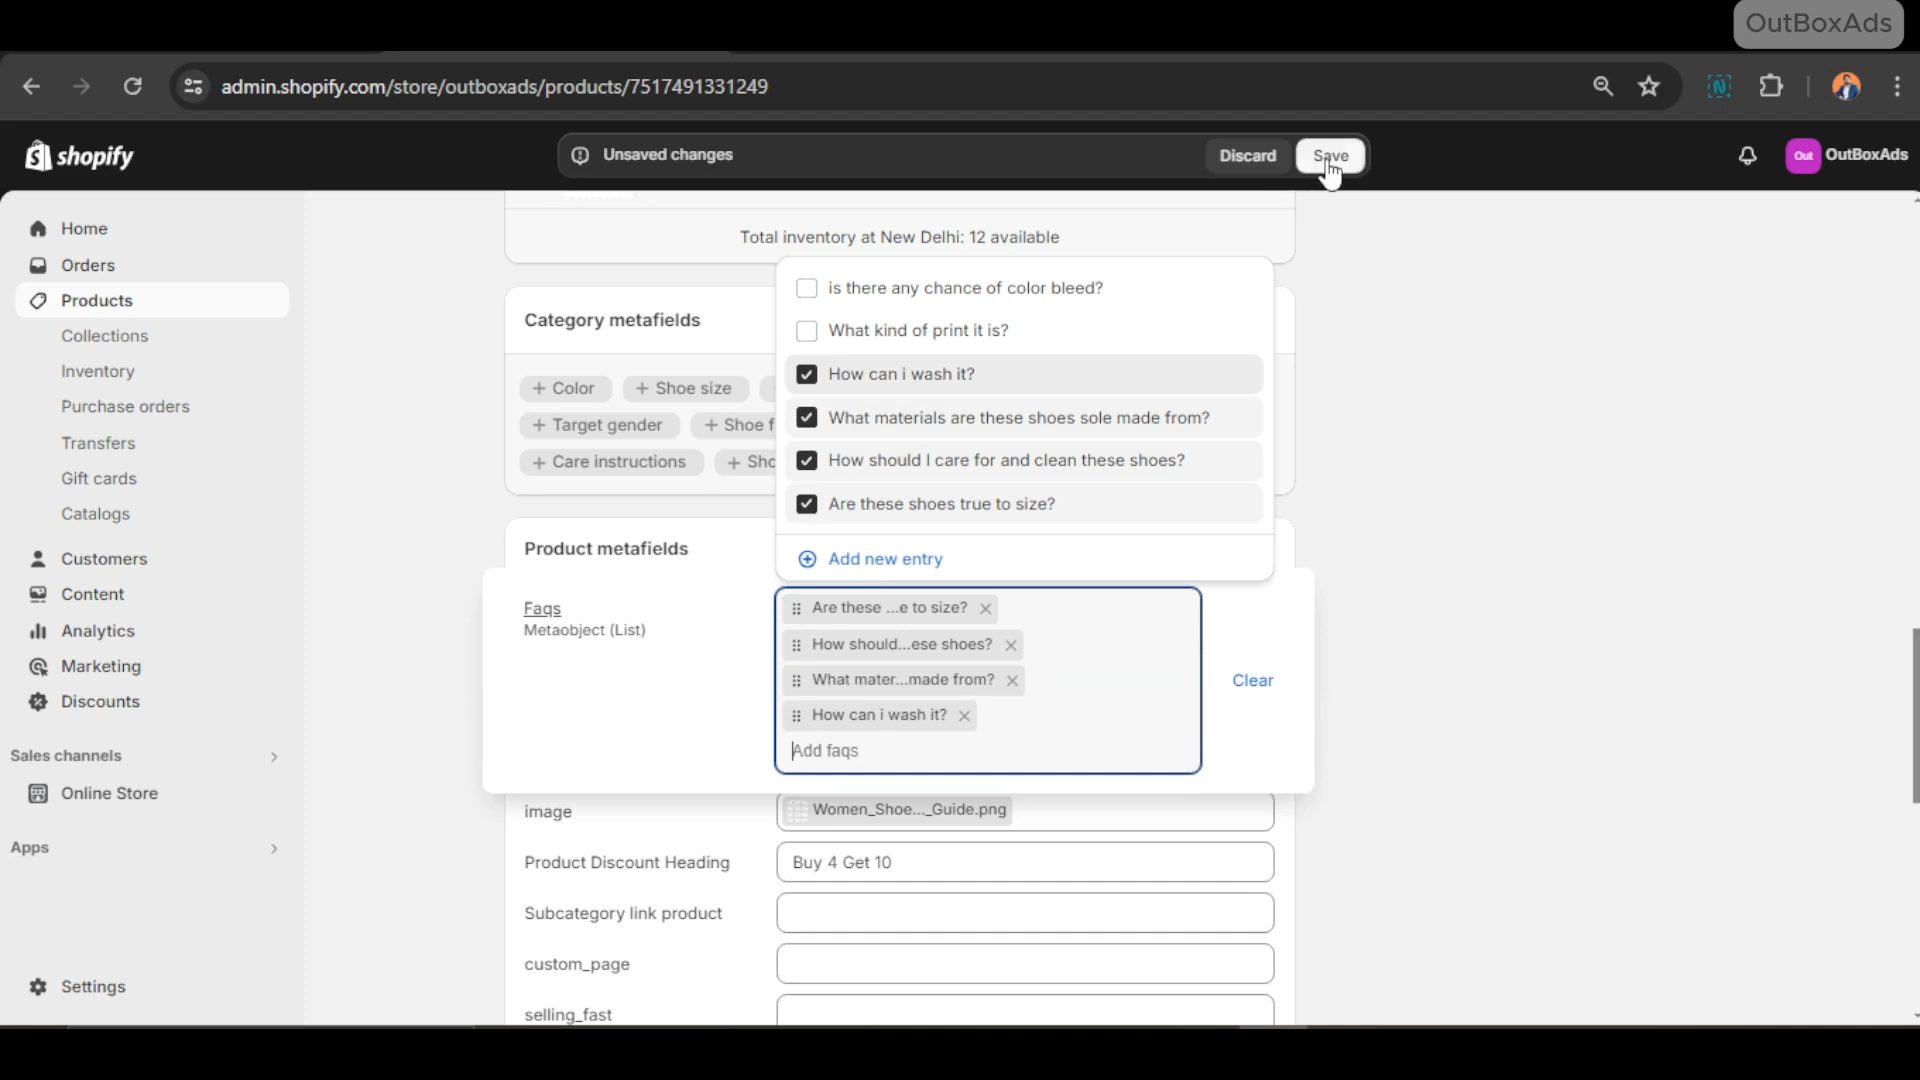 OutBoxAds
admin.shopify.com/store/outboxads/products/7517491331249
shopify
Unsaved changes
Discard
Save
Out
OutBoxAds
Home
Orders
Products
Collections
Inventory
Purchase orders
Transfers
Gift cards
Catalogs
Customers
Content
Analytics
Marketing
Discounts
Sales channels
Online Store
Apps
Settings
Total inventory at New Delhi: 12 available
Category metafields
+ Color
+ Shoe size
+ Target gender
+ Shoe f
+ Care instructions
+ Sho
is there any chance of color bleed?
What kind of print it is?
How can i wash it?
What materials are these shoes sole made from?
How should I care for and clean these shoes?
Are these shoes true to size?
Add new entry
Product metafields
Faqs
Metaobject (List)
Are these ...e to size?
How should...ese shoes?
What mater...made from?
How can i wash it?
Add faqs
Clear
image
Women_Shoe..._Guide.png
Product Discount Heading
Buy 4 Get 10
Subcategory link product
custom_page
selling_fast